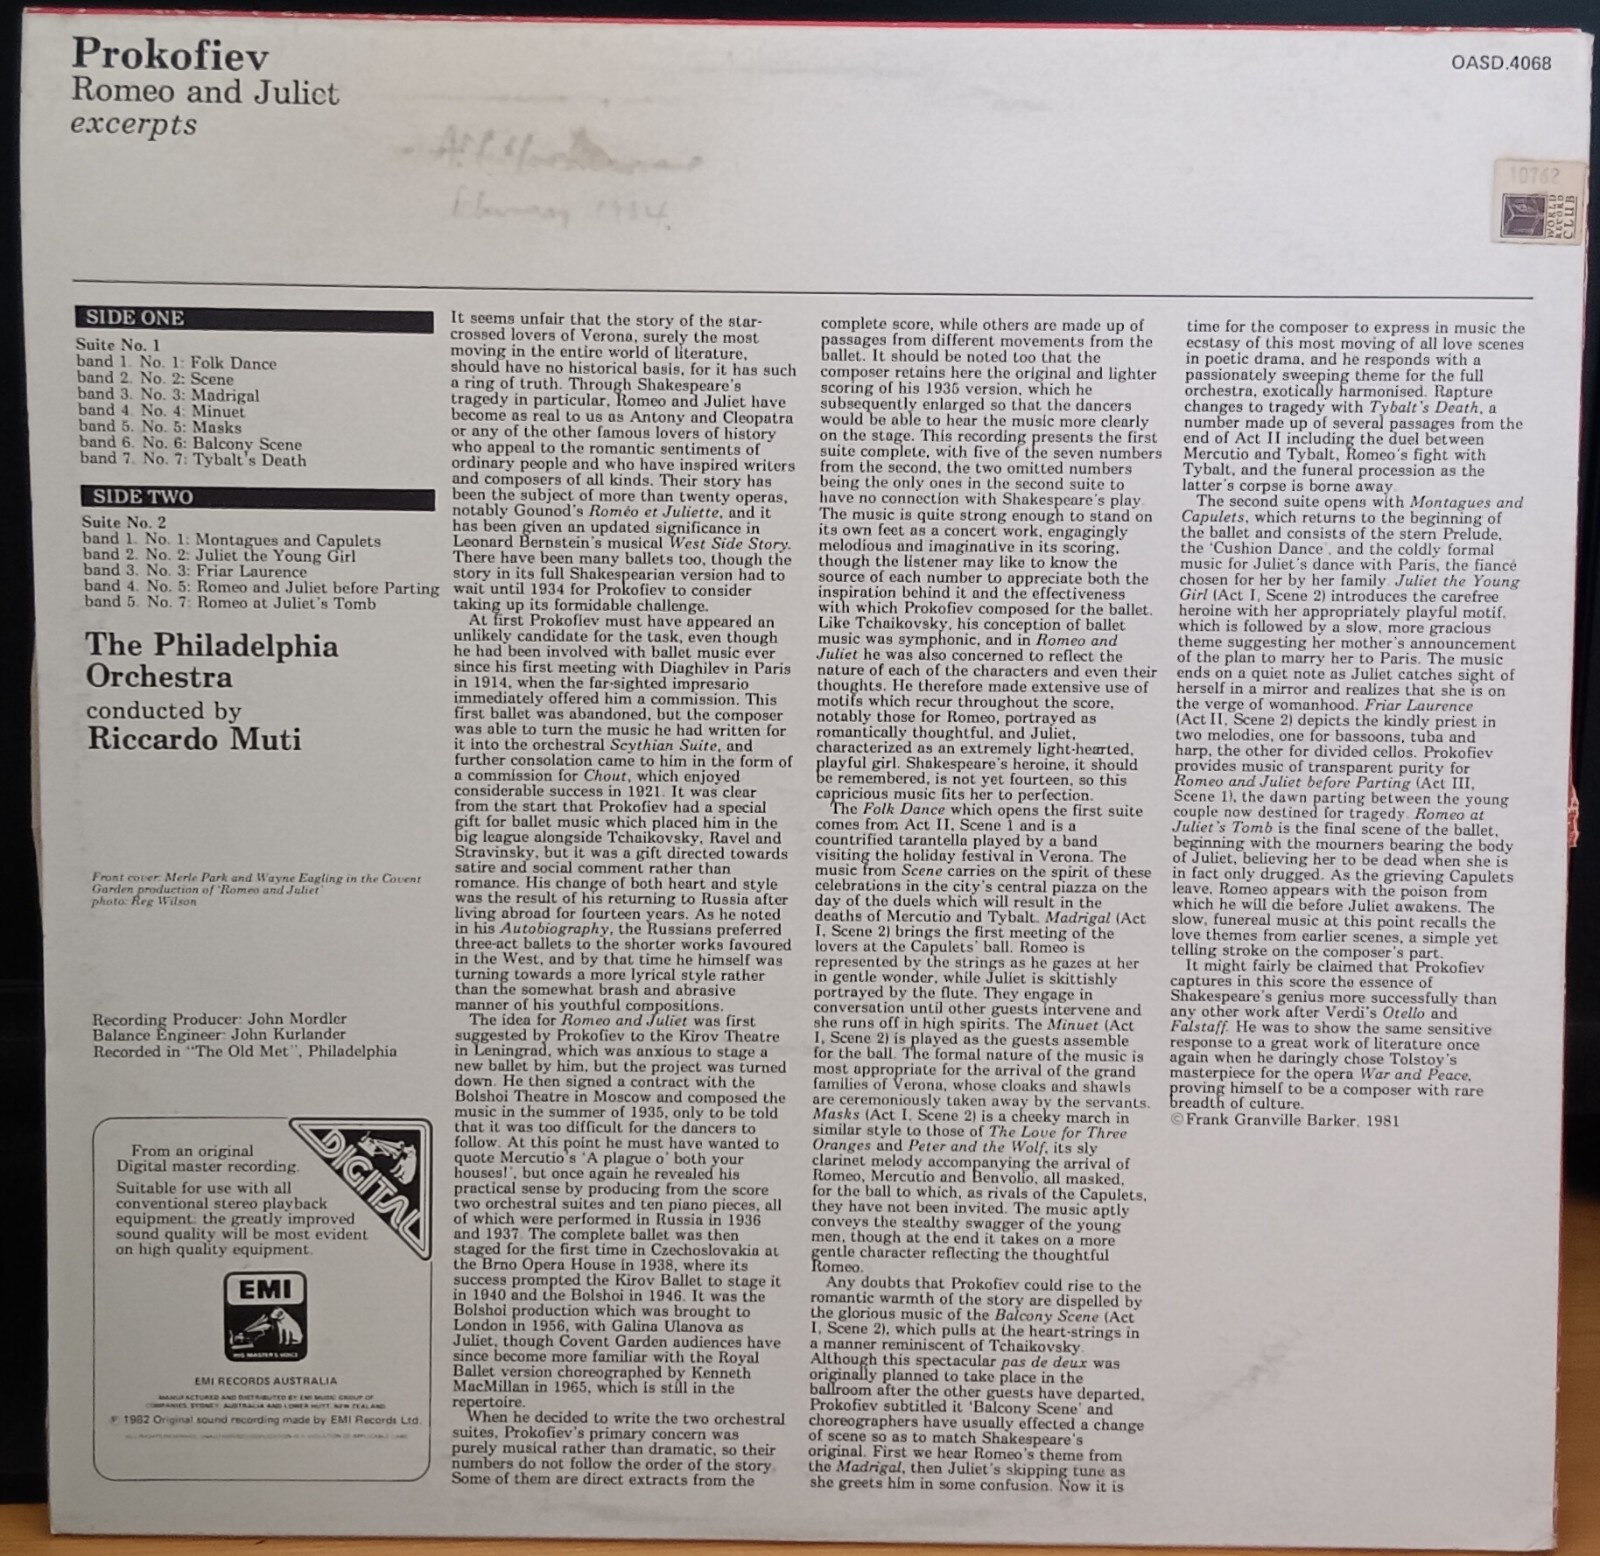 Prokofiev
Romeo and Juliet
excerpts
OASD.4068
10762
WORLD
RECORD
CLUB
SIDE ONE
Suite No. 1
band 1. No. 1: Folk Dance
band 2. No. 2: Scene
band 3. No. 3: Madrigal
band 4. No. 4: Minuet
band 5. No. 5: Masks
band 6. No. 6: Balcony Scene
band 7. No. 7: Tybalt's Death
SIDE TWO
Suite No. 2
band 1. No. 1: Montagues and Capulets
band 2. No. 2: Juliet the Young Girl
band 3. No. 3: Friar Laurence
band 4. No. 5: Romeo and Juliet before Parting
band 5. No. 7: Romeo at Juliet's Tomb
The Philadelphia
Orchestra
conducted by
Riccardo Muti
Front cover: Merle Park and Wayne Eagling in the Covent
Garden production of 'Romeo and Juliet'
photo: Reg Wilson
Recording Producer: John Mordler
Balance Engineer: John Kurlander
Recorded in "The Old Met", Philadelphia
From an original
Digital master recording.
Suitable for use with all
conventional stereo playback
equipment: the greatly improved
sound quality will be most evident
on high quality equipment.
DIGITAL
EMI
HIS MASTER'S VOICE
EMI RECORDS AUSTRALIA
MANUFACTURED AND DISTRIBUTED BY EMI MUSIC GROUP OF
COMPANIES, SYDNEY, AUSTRALIA AND LOWER HUTT, NEW ZEALAND.
℗ 1982 Original sound recording made by EMI Records Ltd.
It seems unfair that the story of the star-
crossed lovers of Verona, surely the most
moving in the entire world of literature,
should have no historical basis, for it has such
a ring of truth. Through Shakespeare's
tragedy in particular, Romeo and Juliet have
become as real to us as Antony and Cleopatra
or any of the other famous lovers of history
who appeal to the romantic sentiments of
ordinary people and who have inspired writers
and composers of all kinds. Their story has
been the subject of more than twenty operas,
notably Gounod's Roméo et Juliette, and it
has been given an updated significance in
Leonard Bernstein's musical West Side Story.
There have been many ballets too, though the
story in its full Shakespearian version had to
wait until 1934 for Prokofiev to consider
taking up its formidable challenge.
At first Prokofiev must have appeared an
unlikely candidate for the task, even though
he had been involved with ballet music ever
since his first meeting with Diaghilev in Paris
in 1914, when the far-sighted impresario
immediately offered him a commission. This
first ballet was abandoned, but the composer
was able to turn the music he had written for
it into the orchestral Scythian Suite, and
further consolation came to him in the form of
a commission for Chout, which enjoyed
considerable success in 1921. It was clear
from the start that Prokofiev had a special
gift for ballet music which placed him in the
big league alongside Tchaikovsky, Ravel and
Stravinsky, but it was a gift directed towards
satire and social comment rather than
romance. His change of both heart and style
was the result of his returning to Russia after
living abroad for fourteen years. As he noted
in his Autobiography, the Russians preferred
three-act ballets to the shorter works favoured
in the West, and by that time he himself was
turning towards a more lyrical style rather
than the somewhat brash and abrasive
manner of his youthful compositions.
The idea for Romeo and Juliet was first
suggested by Prokofiev to the Kirov Theatre
in Leningrad, which was anxious to stage a
new ballet by him, but the project was turned
down. He then signed a contract with the
Bolshoi Theatre in Moscow and composed the
music in the summer of 1935, only to be told
that it was too difficult for the dancers to
follow. At this point he must have wanted to
quote Mercutio's 'A plague o' both your
houses!', but once again he revealed his
practical sense by producing from the score
two orchestral suites and ten piano pieces, all
of which were performed in Russia in 1936
and 1937. The complete ballet was then
staged for the first time in Czechoslovakia at
the Brno Opera House in 1938, where its
success prompted the Kirov Ballet to stage it
in 1940 and the Bolshoi in 1946. It was the
Bolshoi production which was brought to
London in 1956, with Galina Ulanova as
Juliet, though Covent Garden audiences have
since become more familiar with the Royal
Ballet version choreographed by Kenneth
MacMillan in 1965, which is still in the
repertoire.
When he decided to write the two orchestral
suites, Prokofiev's primary concern was
purely musical rather than dramatic, so their
numbers do not follow the order of the story.
Some of them are direct extracts from the
complete score, while others are made up of
passages from different movements from the
ballet. It should be noted too that the
composer retains here the original and lighter
scoring of his 1935 version, which he
subsequently enlarged so that the dancers
would be able to hear the music more clearly
on the stage. This recording presents the first
suite complete, with five of the seven numbers
from the second, the two omitted numbers
being the only ones in the second suite to
have no connection with Shakespeare's play.
The music is quite strong enough to stand on
its own feet as a concert work, engagingly
melodious and imaginative in its scoring,
though the listener may like to know the
source of each number to appreciate both the
inspiration behind it and the effectiveness
with which Prokofiev composed for the ballet.
Like Tchaikovsky, his conception of ballet
music was symphonic, and in Romeo and
Juliet he was also concerned to reflect the
nature of each of the characters and even their
thoughts. He therefore made extensive use of
motifs which recur throughout the score,
notably those for Romeo, portrayed as
romantically thoughtful, and Juliet,
characterized as an extremely light-hearted,
playful girl. Shakespeare's heroine, it should
be remembered, is not yet fourteen, so this
capricious music fits her to perfection.
The Folk Dance which opens the first suite
comes from Act II, Scene 1 and is a
countrified tarantella played by a band
visiting the holiday festival in Verona. The
music from Scene carries on the spirit of these
celebrations in the city's central piazza on the
day of the duels which will result in the
deaths of Mercutio and Tybalt. Madrigal (Act
I, Scene 2) brings the first meeting of the
lovers at the Capulets' ball. Romeo is
represented by the strings as he gazes at her
in gentle wonder, while Juliet is skittishly
portrayed by the flute. They engage in
conversation until other guests intervene and
she runs off in high spirits. The Minuet (Act
I, Scene 2) is played as the guests assemble
for the ball. The formal nature of the music is
most appropriate for the arrival of the grand
families of Verona, whose cloaks and shawls
are ceremoniously taken away by the servants.
Masks (Act I, Scene 2) is a cheeky march in
similar style to those of The Love for Three
Oranges and Peter and the Wolf, its sly
clarinet melody accompanying the arrival of
Romeo, Mercutio and Benvolio, all masked,
for the ball to which, as rivals of the Capulets,
they have not been invited. The music aptly
conveys the stealthy swagger of the young
men, though at the end it takes on a more
gentle character reflecting the thoughtful
Romeo.
Any doubts that Prokofiev could rise to the
romantic warmth of the story are dispelled by
the glorious music of the Balcony Scene (Act
I, Scene 2), which pulls at the heart-strings in
a manner reminiscent of Tchaikovsky.
Although this spectacular pas de deux was
originally planned to take place in the
ballroom after the other guests have departed,
Prokofiev subtitled it 'Balcony Scene' and
choreographers have usually effected a change
of scene so as to match Shakespeare's
original. First we hear Romeo's theme from
the Madrigal, then Juliet's skipping tune as
she greets him in some confusion. Now it is
time for the composer to express in music the
ecstasy of this most moving of all love scenes
in poetic drama, and he responds with a
passionately sweeping theme for the full
orchestra, exotically harmonised. Rapture
changes to tragedy with Tybalt's Death, a
number made up of several passages from the
end of Act II including the duel between
Mercutio and Tybalt, Romeo's fight with
Tybalt, and the funeral procession as the
latter's corpse is borne away.
The second suite opens with Montagues and
Capulets, which returns to the beginning of
the ballet and consists of the stern Prelude,
the 'Cushion Dance', and the coldly formal
music for Juliet's dance with Paris, the fiancé
chosen for her by her family. Juliet the Young
Girl (Act I, Scene 2) introduces the carefree
heroine with her appropriately playful motif,
which is followed by a slow, more gracious
theme suggesting her mother's announcement
of the plan to marry her to Paris. The music
ends on a quiet note as Juliet catches sight of
herself in a mirror and realizes that she is on
the verge of womanhood. Friar Laurence
(Act II, Scene 2) depicts the kindly priest in
two melodies, one for bassoons, tuba and
harp, the other for divided cellos. Prokofiev
provides music of transparent purity for
Romeo and Juliet before Parting (Act III,
Scene 1), the dawn parting between the young
couple now destined for tragedy. Romeo at
Juliet's Tomb is the final scene of the ballet,
beginning with the mourners bearing the body
of Juliet, believing her to be dead when she is
in fact only drugged. As the grieving Capulets
leave, Romeo appears with the poison from
which he will die before Juliet awakens. The
slow, funereal music at this point recalls the
love themes from earlier scenes, a simple yet
telling stroke on the composer's part.
It might fairly be claimed that Prokofiev
captures in this score the essence of
Shakespeare's genius more successfully than
any other work after Verdi's Otello and
Falstaff. He was to show the same sensitive
response to a great work of literature once
again when he daringly chose Tolstoy's
masterpiece for the opera War and Peace,
proving himself to be a composer with rare
breadth of culture.
©Frank Granville Barker, 1981